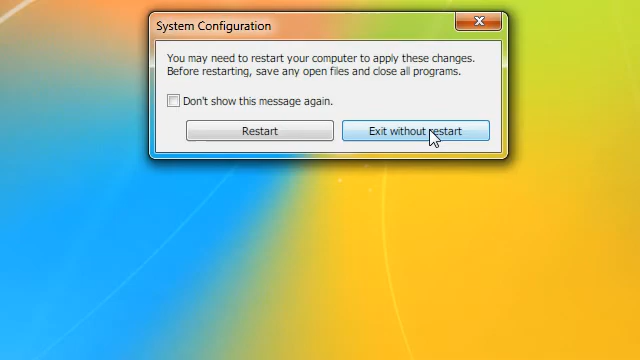 System Configuration
You may need to restart your computer to apply these changes.
Before restarting, save any open files and close all programs.
Don't show this message again.
Restart
Exit without restart